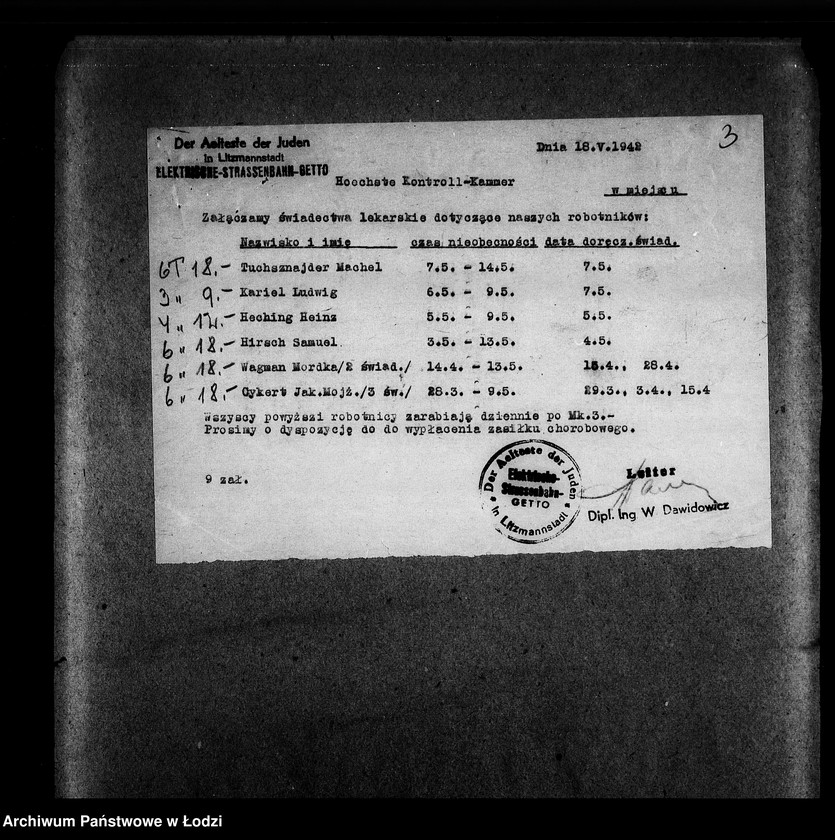 3
Der Aelteste der Juden
in Litzmannstadt
ELEKTRISCHE-STRASSENBAHN-GETTO
Dnia 18.V.1942
Hoechste Kontroll-Kammer
w miejscu
Załączamy świadectwa lekarskie dotyczące naszych robotników:
Nazwisko i imię czas nieobecności data doręcz.świad.
6T 18.- Tuchsznajder Machel 7.5. - 14.5. 7.5.
3 " 9.- Kariel Ludwig 6.5. - 9.5. 7.5.
4 " 12.- Heching Heinz 5.5. - 9.5. 5.5.
6 " 18.- Hirsch Samuel 3.5. - 13.5. 4.5.
6 " 18.- Wagman Mordka/2 świad./ 14.4. - 13.5. 15.4., 28.4.
6 " 18.- Cykert Jak.Mojż./3 św./ 28.3. - 9.5. 29.3., 3.4., 15.4
Wszyscy powyżsi robotnicy zarabiają dziennie po Mk.3.-
Prosimy o dyspozycję do do wypłacenia zasiłku chorobowego.
9 zał.
Der Aelteste der Juden
Elektrische-
Strassenbahn-
GETTO
in Litzmannstadt
Leiter
Dipl. Ing W Dawidowicz
Archiwum Państwowe w Łodzi